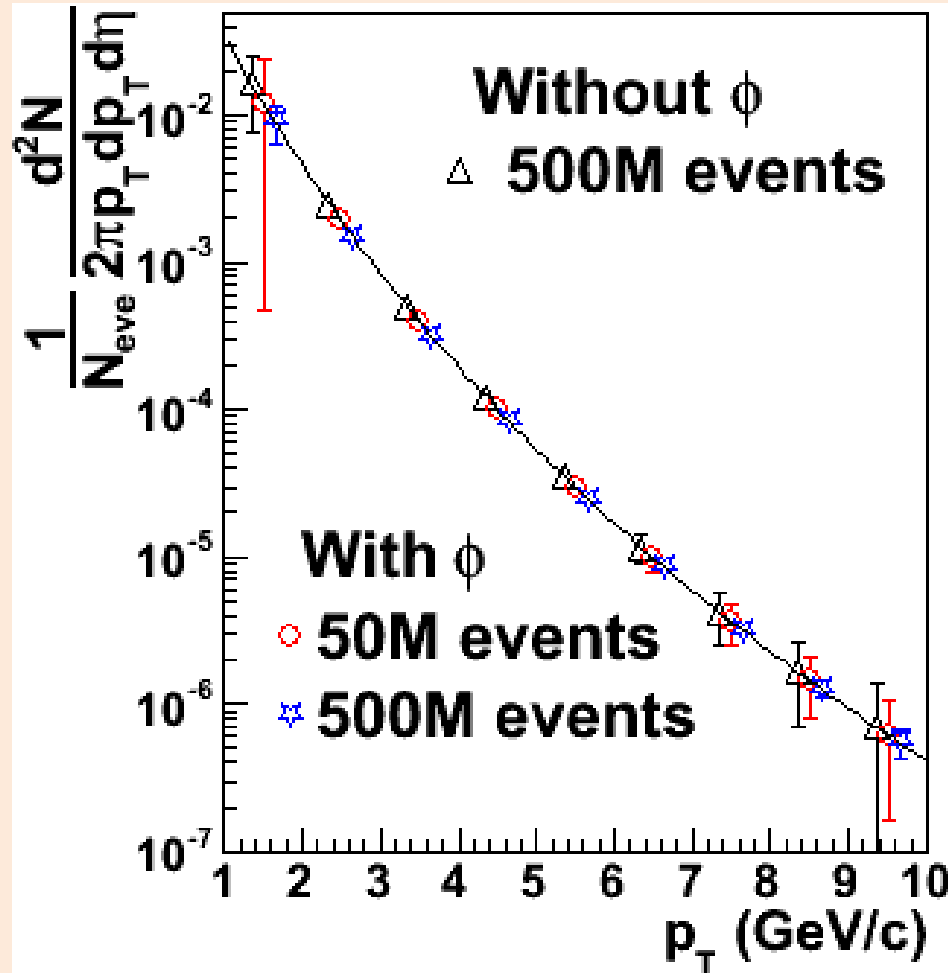 1/N_eve d²N/2πp_T dp_T dη
Without ϕ
500M events
With ϕ
50M events
500M events
10⁻²
10⁻³
10⁻⁴
10⁻⁵
10⁻⁶
10⁻⁷
1 2 3 4 5 6 7 8 9 10
p_T (GeV/c)